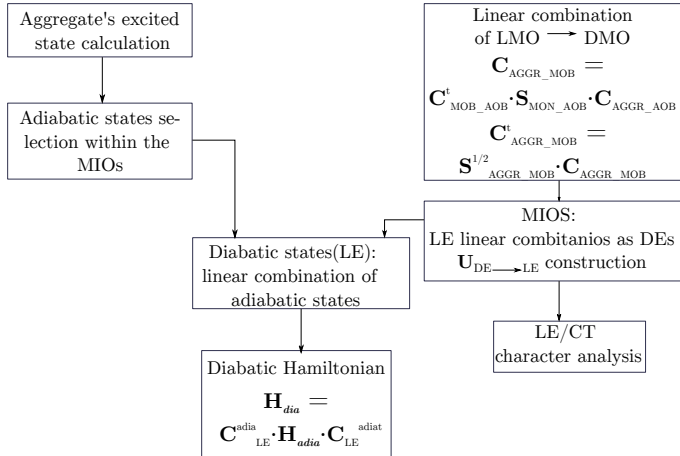 Aggregate's excited
state calculation
Adiabatic states se-
lection within the
MIOs
Linear combination
of LMO → DMO
C_AGGR_MOB =
C^t_MOB_AOB·S_MON_AOB·C_AGGR_AOB
C^t_AGGR_MOB =
S^1/2_AGGR_MOB·C_AGGR_MOB
MIOS:
LE linear combitanios as DEs
U_DE→LE construction
Diabatic states(LE):
linear combination of
adiabatic states
LE/CT
character analysis
Diabatic Hamiltonian
H_dia =
C^adia_LE·H_adia·C_LE^adiat